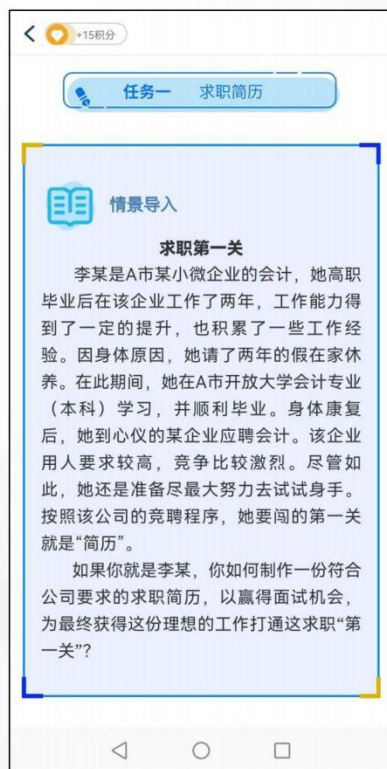 +15积分
任务一 求职简历
情景导入
求职第一关
李某是A市某小微企业的会计，她高职
毕业后在该企业工作了两年，工作能力得
到了一定的提升，也积累了一些工作经
验。因身体原因，她请了两年的假在家休
养。在此期间，她在A市开放大学会计专业
（本科）学习，并顺利毕业。身体康复
后，她到心仪的某企业应聘会计。该企业
用人要求较高，竞争比较激烈。尽管如
此，她还是准备尽最大努力去试试身手。
按照该公司的竞聘程序，她要闯的第一关
就是“简历”。
如果你就是李某，你如何制作一份符合
公司要求的求职简历，以赢得面试机会，
为最终获得这份理想的工作打通这求职“第
一关”？